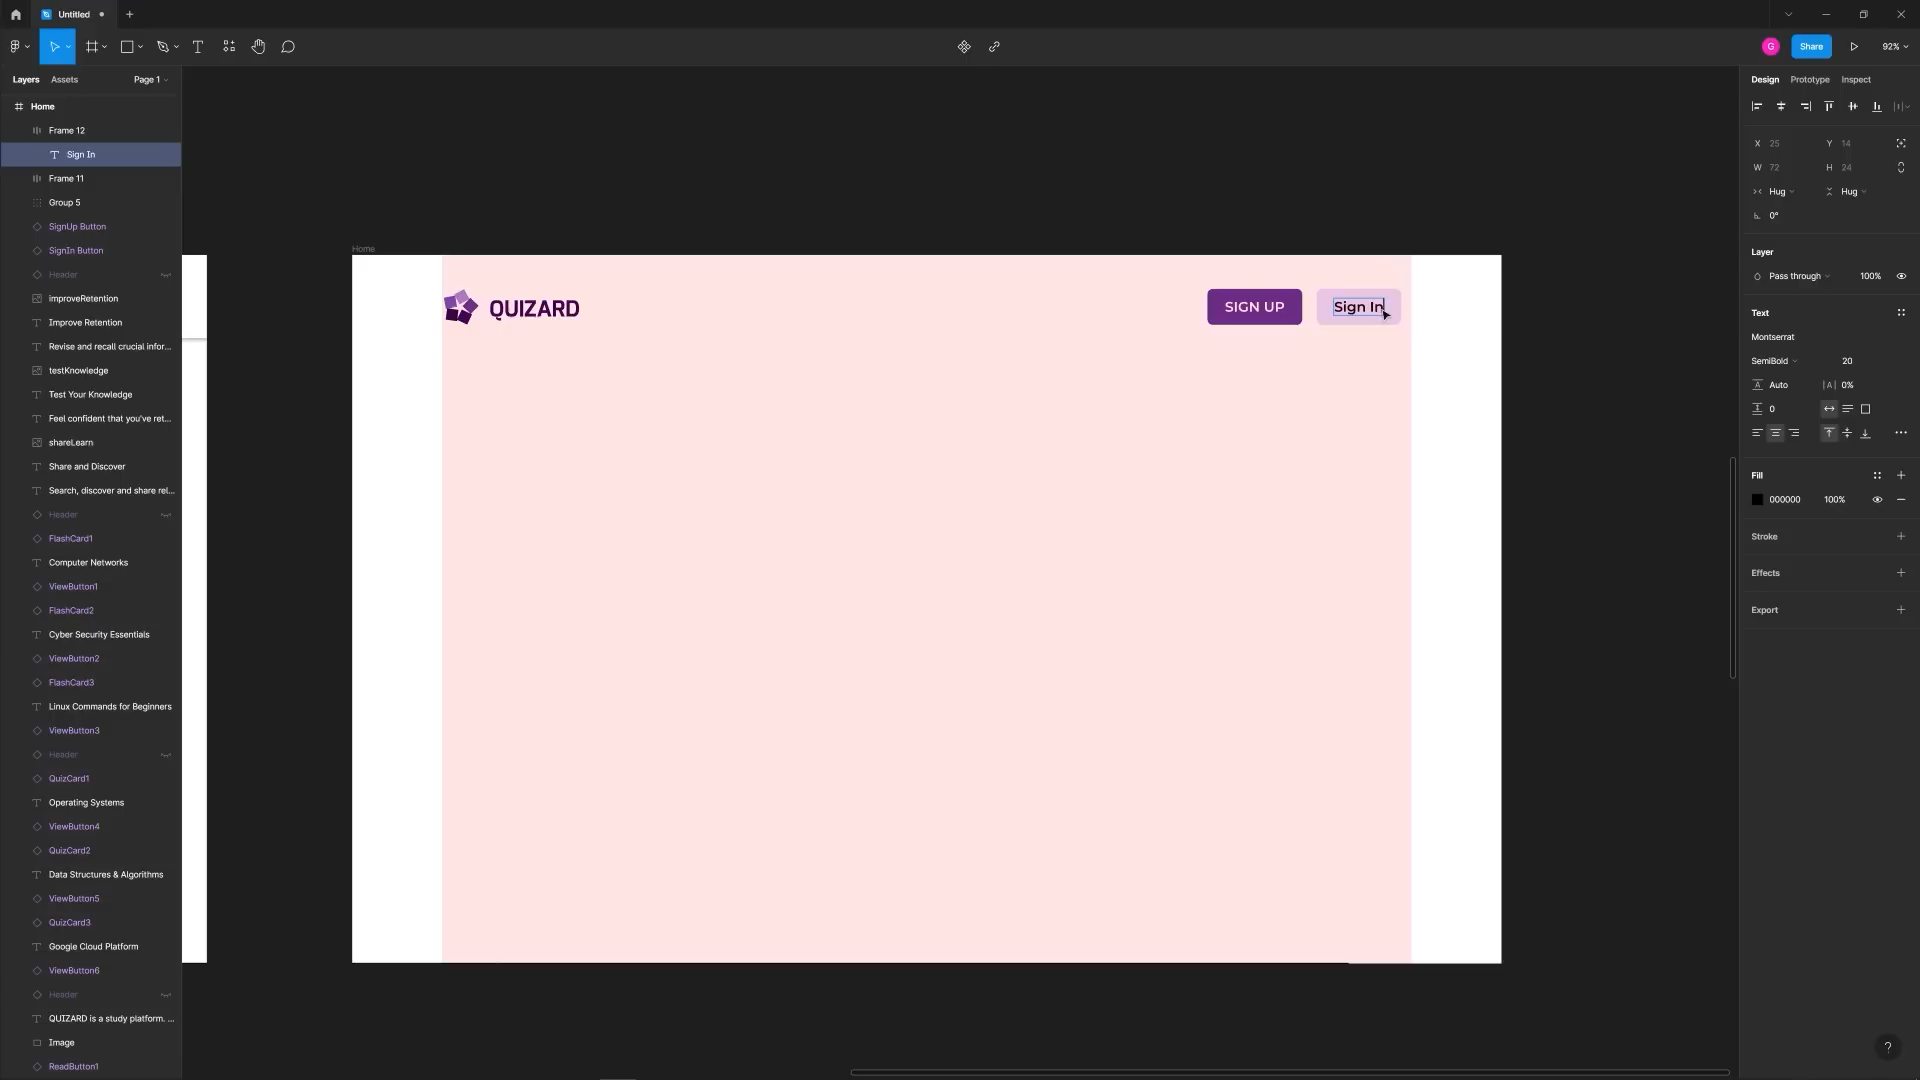 Untitled
92%
G
Share
Layers
Assets
Page 1
Design
Prototype
Inspect
Home
Frame 12
Sign In
Frame 11
Group 5
SignUp Button
SignIn Button
Header
improveRetention
Improve Retention
Revise and recall crucial infor...
testKnowledge
Test Your Knowledge
Feel confident that you've ret...
shareLearn
Share and Discover
Search, discover and share rel...
Header
FlashCard1
Computer Networks
ViewButton1
FlashCard2
Cyber Security Essentials
ViewButton2
FlashCard3
Linux Commands for Beginners
ViewButton3
Header
QuizCard1
Operating Systems
ViewButton4
QuizCard2
Data Structures & Algorithms
ViewButton5
QuizCard3
Google Cloud Platform
ViewButton6
Header
QUIZARD is a study platform. ...
Image
ReadButton1
Home
QUIZARD
SIGN UP
Sign In
X 25 Y 14
W 72 H 24
Hug Hug
0°
Layer
Pass through 100%
Text
Montserrat
SemiBold 20
A Auto |A| 0%
0
Fill
000000 100%
Stroke
Effects
Export
?